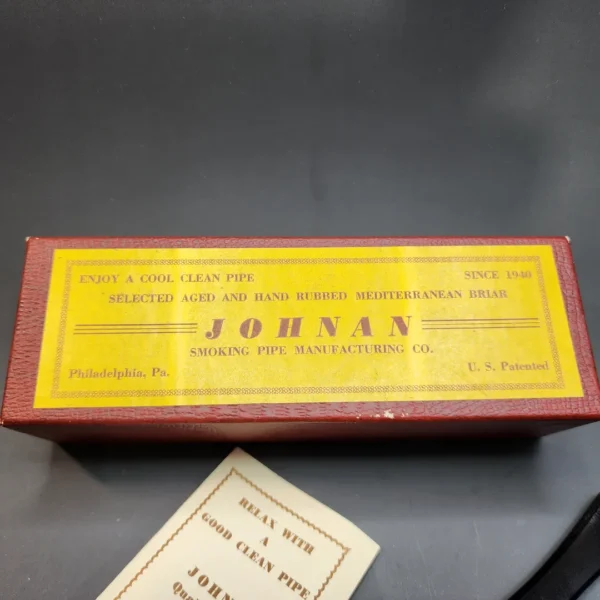 ENJOY A COOL CLEAN PIPE SINCE 1940
SELECTED AGED AND HAND RUBBED MEDITERRANEAN BRIAR
JOHNAN
SMOKING PIPE MANUFACTURING CO.
Philadelphia, Pa. U. S. Patented
RELAX WITH
A
GOOD CLEAN PIPE